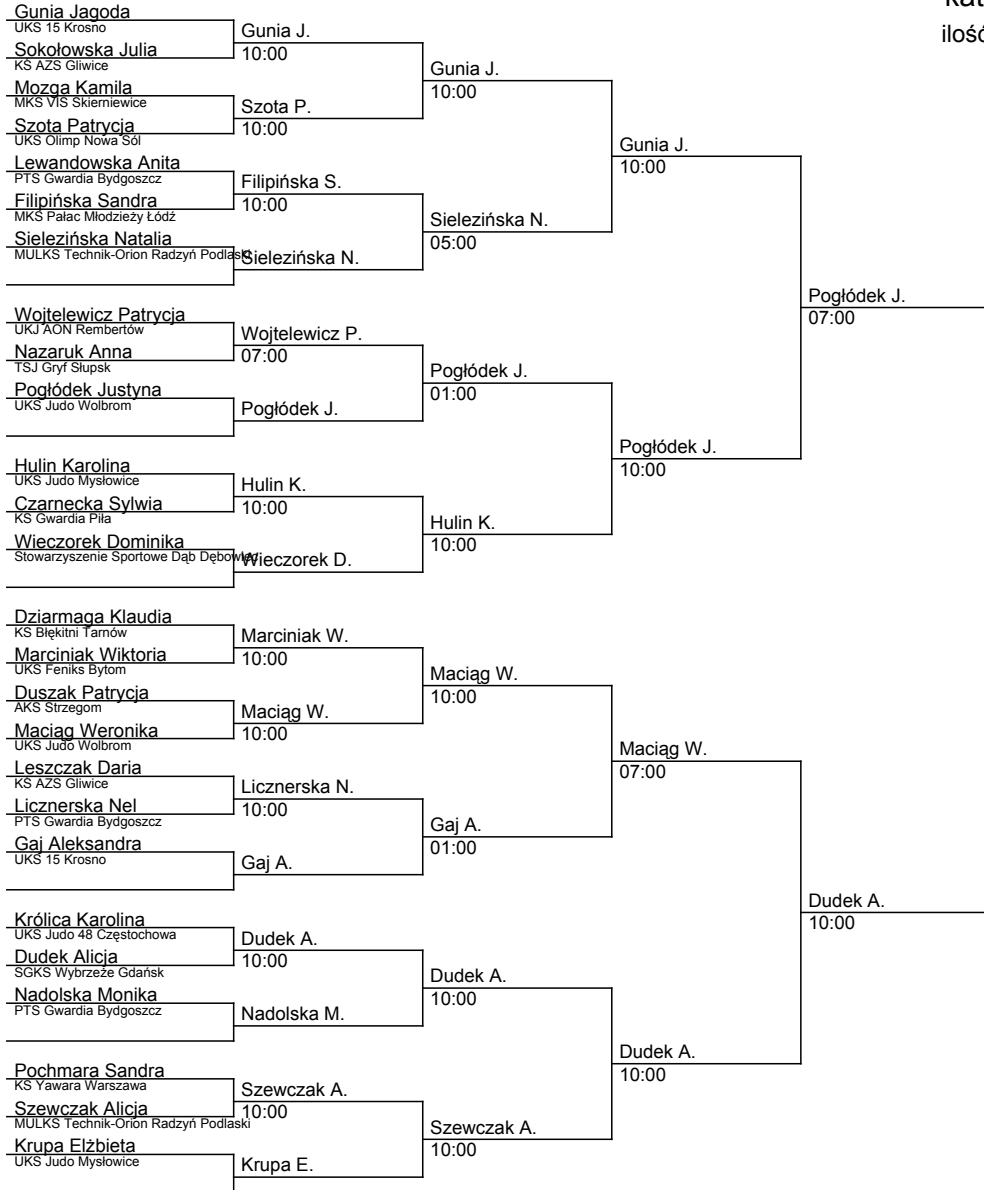 Gunia Jagoda
UKS 15 Krosno
Sokołowska Julia
KS AZS Gliwice
Mozga Kamila
MKS VIS Skierniewice
Szota Patrycja
UKS Olimp Nowa Sól
Lewandowska Anita
PTS Gwardia Bydgoszcz
Filipińska Sandra
MKS Pałac Młodzieży Łódź
Sielezińska Natalia
MULKS Technik-Orion Radzyń Podlaski
Wojtelewicz Patrycja
UKJ AON Rembertów
Nazaruk Anna
TSJ Gryf Słupsk
Pogłódek Justyna
UKS Judo Wolbrom
Hulin Karolina
UKS Judo Mysłowice
Czarnecka Sylwia
KS Gwardia Piła
Wieczorek Dominika
Stowarzyszenie Sportowe Dąb Dębowiec
Dziarmaga Klaudia
KS Błękitni Tarnów
Marciniak Wiktoria
UKS Feniks Bytom
Duszak Patrycja
AKS Strzegom
Maciąg Weronika
UKS Judo Wolbrom
Leszczak Daria
KS AZS Gliwice
Licznerska Nel
PTS Gwardia Bydgoszcz
Gaj Aleksandra
UKS 15 Krosno
Królica Karolina
UKS Judo 48 Częstochowa
Dudek Alicja
SGKS Wybrzeże Gdańsk
Nadolska Monika
PTS Gwardia Bydgoszcz
Pochmara Sandra
KS Yawara Warszawa
Szewczak Alicja
MULKS Technik-Orion Radzyń Podlaski
Krupa Elżbieta
UKS Judo Mysłowice
Gunia J.
10:00
Szota P.
10:00
Filipińska S.
10:00
Sielezińska N.
Wojtelewicz P.
07:00
Pogłódek J.
Hulin K.
10:00
Wieczorek D.
Marciniak W.
10:00
Maciąg W.
10:00
Licznerska N.
10:00
Gaj A.
Dudek A.
10:00
Nadolska M.
Szewczak A.
10:00
Krupa E.
Gunia J.
10:00
Sielezińska N.
05:00
Pogłódek J.
01:00
Hulin K.
10:00
Maciąg W.
10:00
Gaj A.
01:00
Dudek A.
10:00
Szewczak A.
10:00
Gunia J.
10:00
Pogłódek J.
10:00
Maciąg W.
07:00
Dudek A.
10:00
Pogłódek J.
07:00
Dudek A.
10:00
ilość